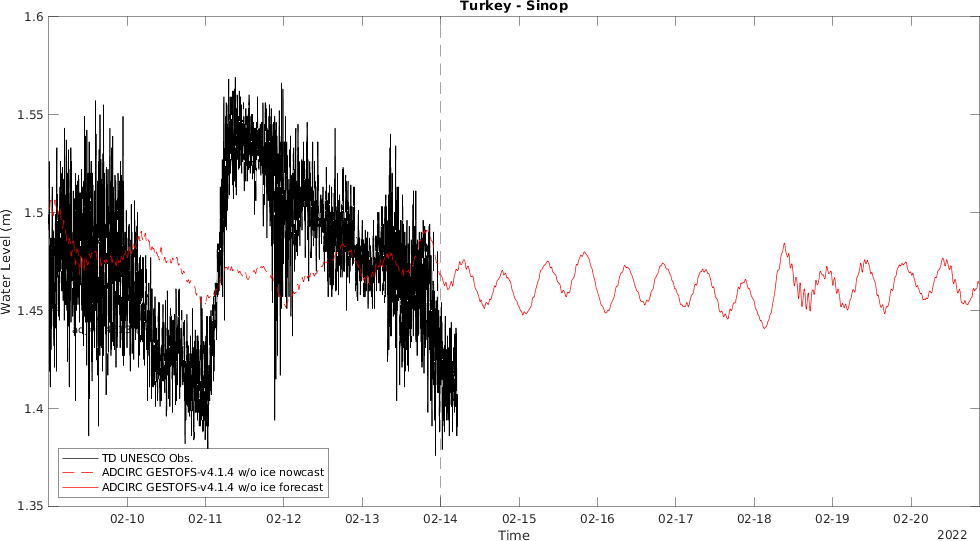 Turkey - Sinop
Water Level (m)
1.6
1.55
1.5
1.45
1.4
1.35
TD UNESCO Obs.
ADCIRC GESTOFS-v4.1.4 w/o ice nowcast
ADCIRC GESTOFS-v4.1.4 w/o ice forecast
02-10 02-11 02-12 02-13 02-14 02-15 02-16 02-17 02-18 02-19 02-20
Time
2022